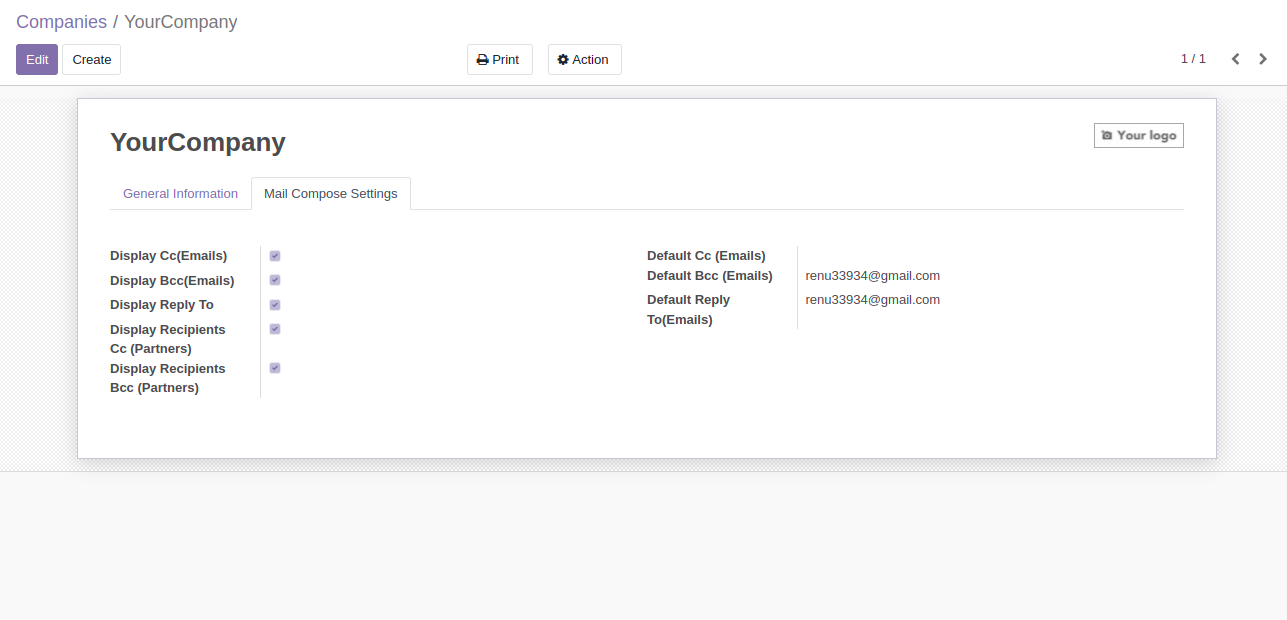 Companies / YourCompany
Edit Create Print Action 1 / 1
YourCompany
Your logo
General Information Mail Compose Settings
Display Cc(Emails)
Display Bcc(Emails)
Display Reply To
Display Recipients
Cc (Partners)
Display Recipients
Bcc (Partners)
Default Cc (Emails)
Default Bcc (Emails) renu33934@gmail.com
Default Reply renu33934@gmail.com
To(Emails)